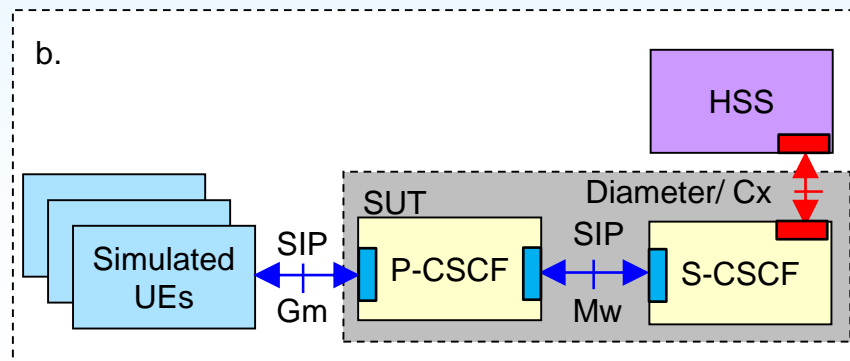 b.
HSS
Diameter/ Cx
SUT
SIP
SIP
Simulated
UEs
P-CSCF
S-CSCF
Gm
Mw